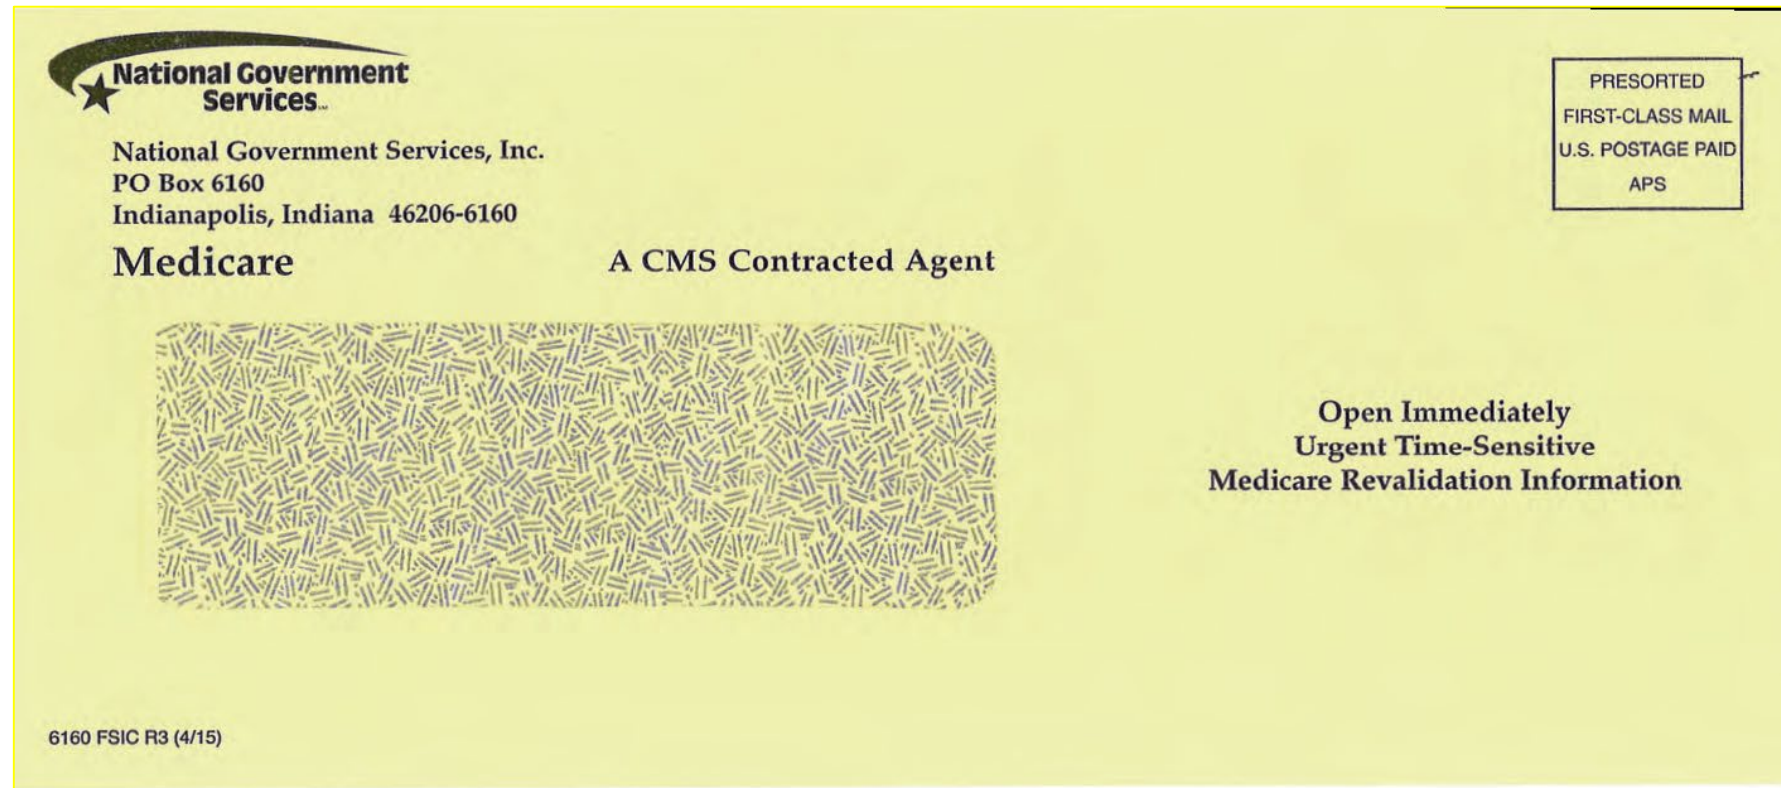 National Government
Services
National Government Services, Inc.
PO Box 6160
Indianapolis, Indiana 46206-6160
Medicare
A CMS Contracted Agent
PRESORTED
FIRST-CLASS MAIL
U.S. POSTAGE PAID
APS
Open Immediately
Urgent Time-Sensitive
Medicare Revalidation Information
6160 FSIC R3 (4/15)